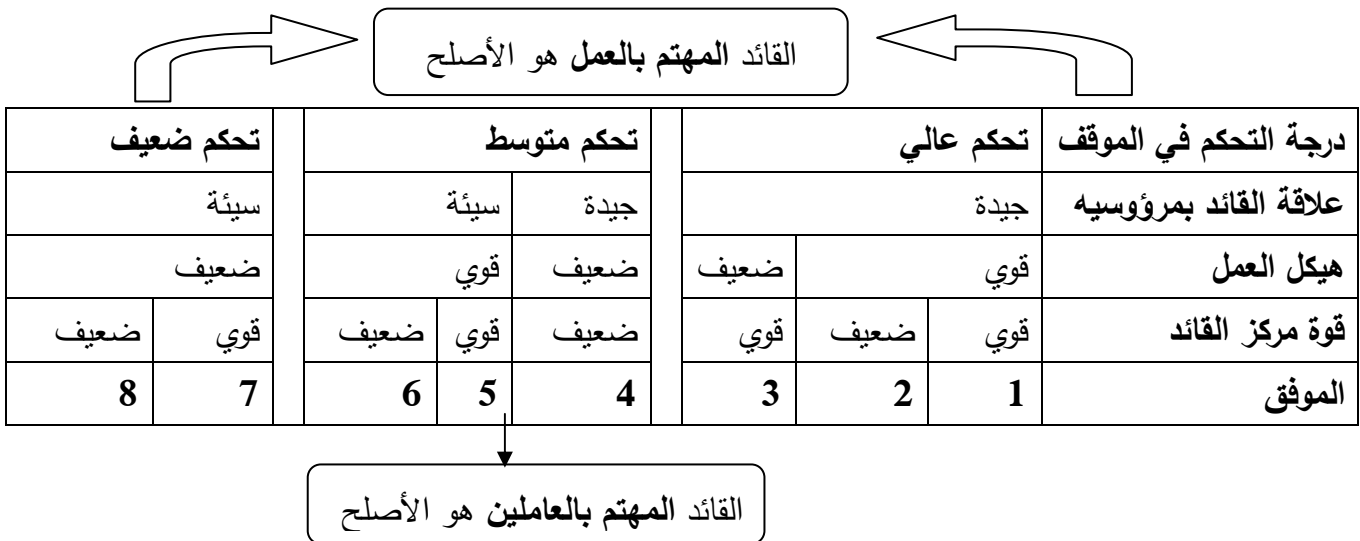 القائد المهتم بالعمل هو الأصلح
درجة التحكم في الموقف تحكم عالي تحكم متوسط تحكم ضعيف
علاقة القائد بمرؤوسيه جيدة جيدة سيئة سيئة
هيكل العمل قوي ضعيف ضعيف قوي ضعيف
قوة مركز القائد قوي ضعيف قوي ضعيف قوي ضعيف قوي ضعيف
الموفق 1 2 3 4 5 6 7 8
القائد المهتم بالعاملين هو الأصلح